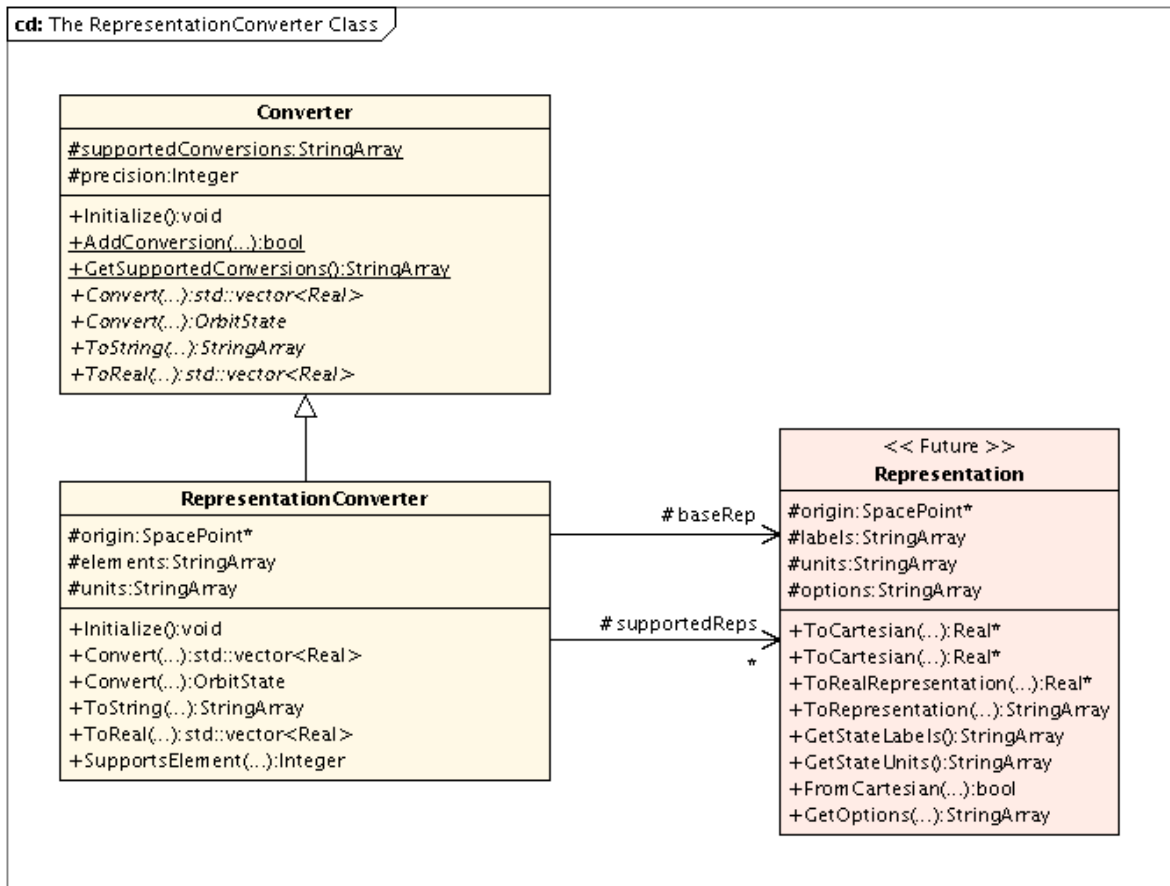 cd: The RepresentationConverter Class
Converter
#supportedConversions:StringArray
#precision:Integer
+Initialize():void
+AddConversion(...):bool
+GetSupportedConversions():StringArray
+Convert(...):std::vector<Real>
+Convert(...):OrbitState
+ToString(...):StringArray
+ToReal(...):std::vector<Real>
RepresentationConverter
#origin:SpacePoint*
#elements:StringArray
#units:StringArray
+Initialize():void
+Convert(...):std::vector<Real>
+Convert(...):OrbitState
+ToString(...):StringArray
+ToReal(...):std::vector<Real>
+SupportsElement(...):Integer
#baseRep
#supportedReps
*
<< Future >>
Representation
#origin:SpacePoint*
#labels:StringArray
#units:StringArray
#options:StringArray
+ToCartesian(...):Real*
+ToCartesian(...):Real*
+ToRealRepresentation(...):Real*
+ToRepresentation(...):StringArray
+GetStateLabels():StringArray
+GetStateUnits():StringArray
+FromCartesian(...):bool
+GetOptions(...):StringArray